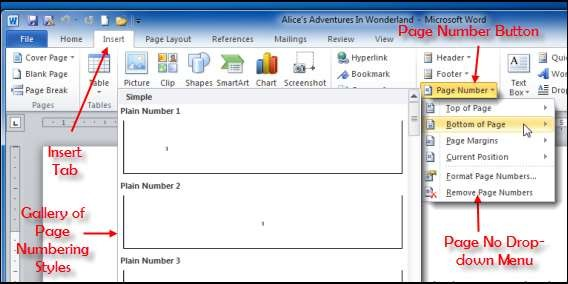 Alice's Adventures In Wonderland - Microsoft Word
Page Number Button
File Home Insert Page Layout References Mailings Review View
Cover Page
Blank Page
Page Break
Pages
Table
Tables
Picture
Clip
Shapes
SmartArt
Chart
Screenshot
Hyperlink
Bookmark
Header
Footer
Page Number
Text
Box
Simple
Plain Number 1
1
Plain Number 2
1
Plain Number 3
Top of Page
Bottom of Page
Page Margins
Current Position
Format Page Numbers...
Remove Page Numbers
Insert
Tab
Gallery of
Page
Numbering
Styles
Page No Drop-
down Menu